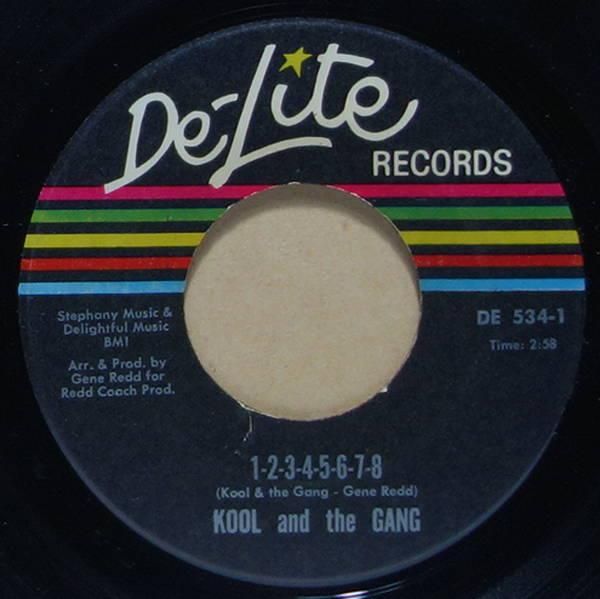 De-Lite
RECORDS
Stephany Music &
Delightful Music
BMI
Arr. & Prod. by
Gene Redd for
Redd Coach Prod.
DE 534-1
Time: 2:58
1-2-3-4-5-6-7-8
(Kool & the Gang - Gene Redd)
KOOL and the GANG